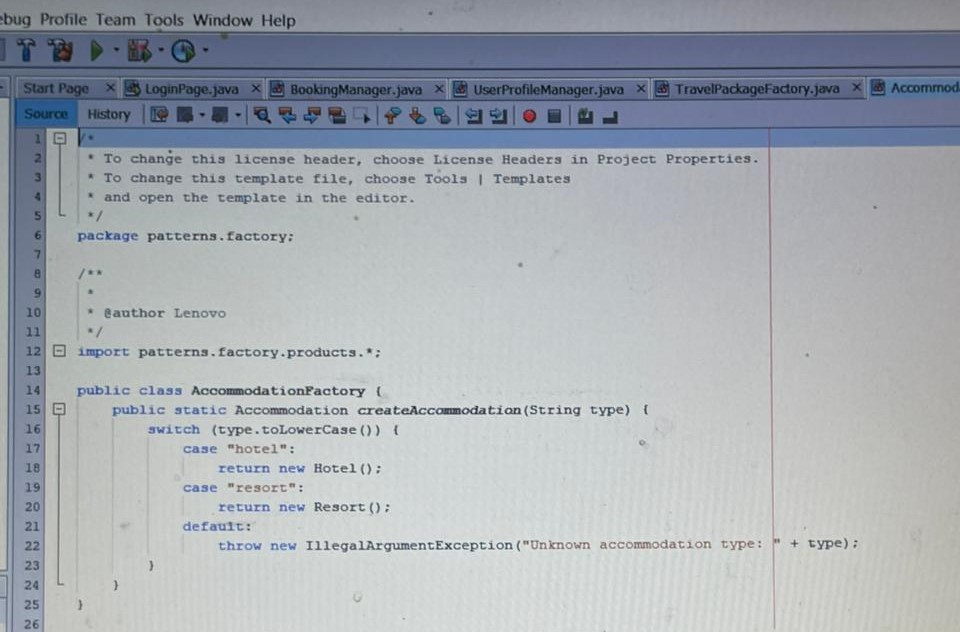 ebug Profile Team Tools Window Help
Start Page LoginPage.java BookingManager.java UserProfileManager.java TravelPackageFactory.java Accommod
Source History
1 /*
2 * To change this license header, choose License Headers in Project Properties.
3 * To change this template file, choose Tools | Templates
4 * and open the template in the editor.
5 */
6 package patterns.factory;
7
8 /**
9 *
10 * @author Lenovo
11 */
12 import patterns.factory.products.*;
13
14 public class AccommodationFactory {
15 public static Accommodation createAccommodation(String type) {
16 switch (type.toLowerCase()) {
17 case "hotel":
18 return new Hotel();
19 case "resort":
20 return new Resort();
21 default:
22 throw new IllegalArgumentException("Unknown accommodation type: " + type);
23 }
24 }
25 }
26